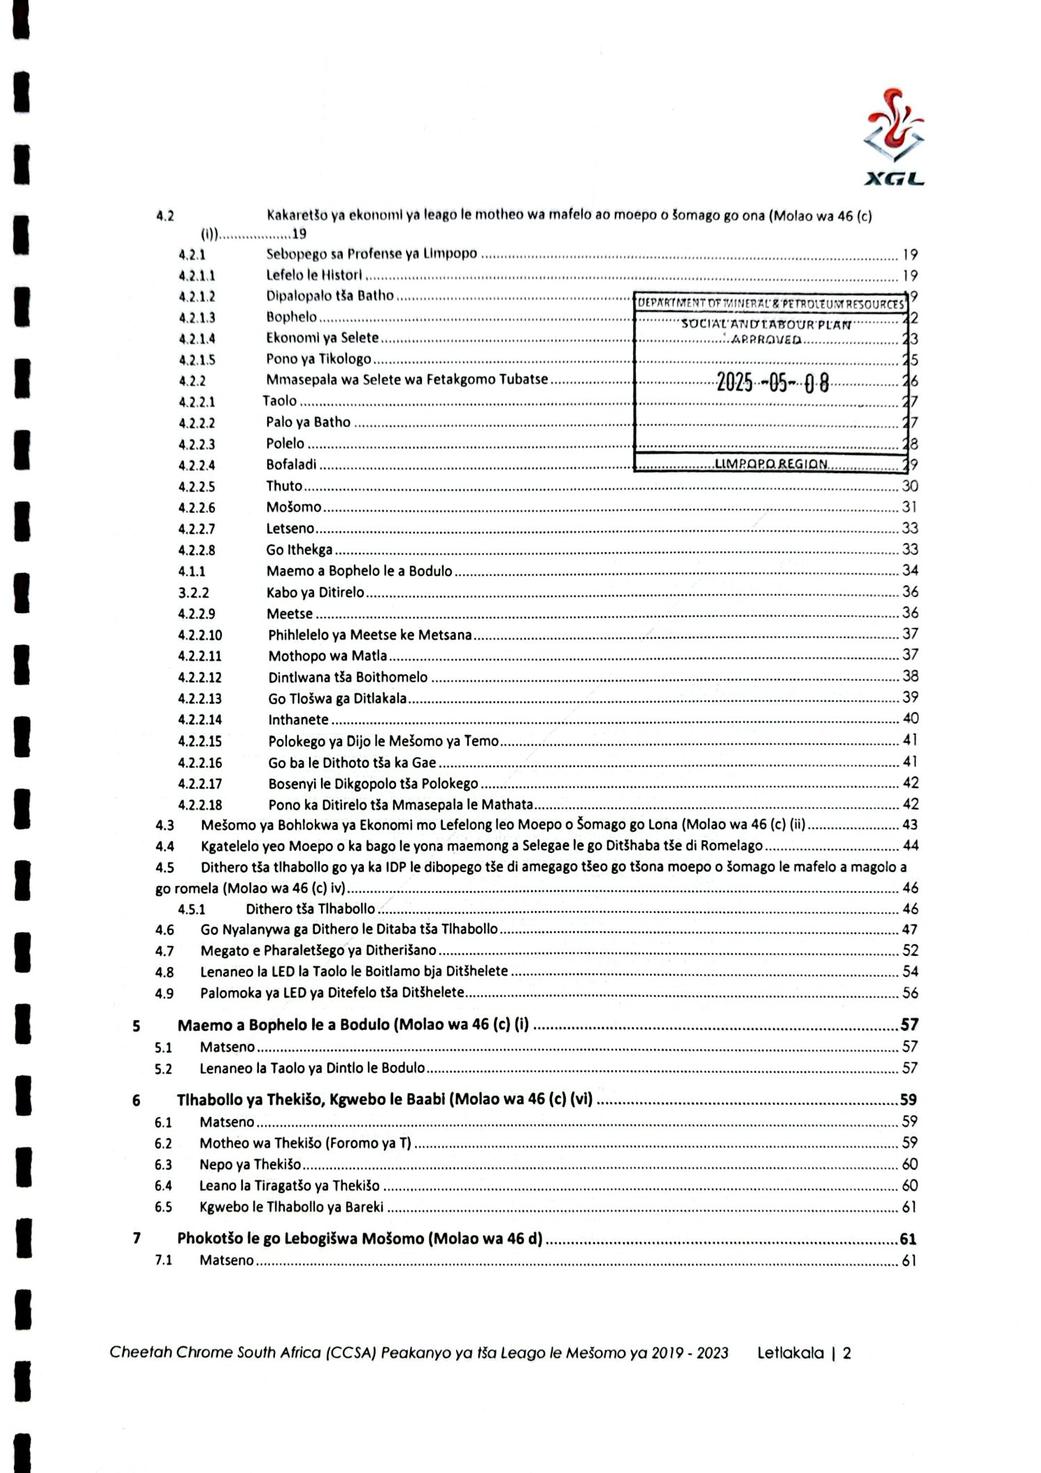 XGL
4.2 Kakaretšo ya ekonomi ya leago le motheo wa mafelo ao moepo o šomago go ona (Molao wa 46 (c)
(i))...................19
4.2.1 Sebopego sa Profense ya Limpopo ........ 19
4.2.1.1 Lefelo le Histori ........ 19
4.2.1.2 Dipalopalo tša Batho ........ 9
4.2.1.3 Bophelo ........ 2
4.2.1.4 Ekonomi ya Selete ........ 3
4.2.1.5 Pono ya Tikologo ........ 5
4.2.2 Mmasepala wa Selete wa Fetakgomo Tubatse ........ 6
4.2.2.1 Taolo ........ 7
4.2.2.2 Palo ya Batho ........ 7
4.2.2.3 Polelo ........ 8
4.2.2.4 Bofaladi ........ 9
DEPARTMENT OF MINERAL & PETROLEUM RESOURCES
SOCIAL AND LABOUR PLAN
APPROVED
2025 -05- 08
LIMPOPO REGION
4.2.2.5 Thuto ........ 30
4.2.2.6 Mošomo ........ 31
4.2.2.7 Letseno ........ 33
4.2.2.8 Go Ithekga ........ 33
4.1.1 Maemo a Bophelo le a Bodulo ........ 34
3.2.2 Kabo ya Ditirelo ........ 36
4.2.2.9 Meetse ........ 36
4.2.2.10 Phihlelelo ya Meetse ke Metsana ........ 37
4.2.2.11 Mothopo wa Matla ........ 37
4.2.2.12 Dintlwana tša Boithomelo ........ 38
4.2.2.13 Go Tlošwa ga Ditlakala ........ 39
4.2.2.14 Inthanete ........ 40
4.2.2.15 Polokego ya Dijo le Mešomo ya Temo ........ 41
4.2.2.16 Go ba le Dithoto tša ka Gae ........ 41
4.2.2.17 Bosenyi le Dikgopolo tša Polokego ........ 42
4.2.2.18 Pono ka Ditirelo tša Mmasepala le Mathata ........ 42
4.3 Mešomo ya Bohlokwa ya Ekonomi mo Lefelong leo Moepo o Šomago go Lona (Molao wa 46 (c) (ii) ........ 43
4.4 Kgatelelo yeo Moepo o ka bago le yona maemong a Selegae le go Ditšhaba tše di Romelago ........ 44
4.5 Dithero tša tlhabollo go ya ka IDP le dibopego tše di amegago tšeo go tšona moepo o šomago le mafelo a magolo a
go romela (Molao wa 46 (c) iv) ........ 46
4.5.1 Dithero tša Tlhabollo ........ 46
4.6 Go Nyalanywa ga Dithero le Ditaba tša Tlhabollo ........ 47
4.7 Megato e Pharaletšego ya Ditherišano ........ 52
4.8 Lenaneo la LED la Taolo le Boitlamo bja Ditšhelete ........ 54
4.9 Palomoka ya LED ya Ditefelo tša Ditšhelete ........ 56
5 Maemo a Bophelo le a Bodulo (Molao wa 46 (c) (i) ........ 57
5.1 Matseno ........ 57
5.2 Lenaneo la Taolo ya Dintlo le Bodulo ........ 57
6 Tlhabollo ya Thekišo, Kgwebo le Baabi (Molao wa 46 (c) (vi) ........ 59
6.1 Matseno ........ 59
6.2 Motheo wa Thekišo (Foromo ya T) ........ 59
6.3 Nepo ya Thekišo ........ 60
6.4 Leano la Tiragatšo ya Thekišo ........ 60
6.5 Kgwebo le Tlhabollo ya Bareki ........ 61
7 Phokotšo le go Lebogišwa Mošomo (Molao wa 46 d) ........ 61
7.1 Matseno ........ 61
Cheetah Chrome South Africa (CCSA) Peakanyo ya tša Leago le Mešomo ya 2019 - 2023 Letlakala | 2